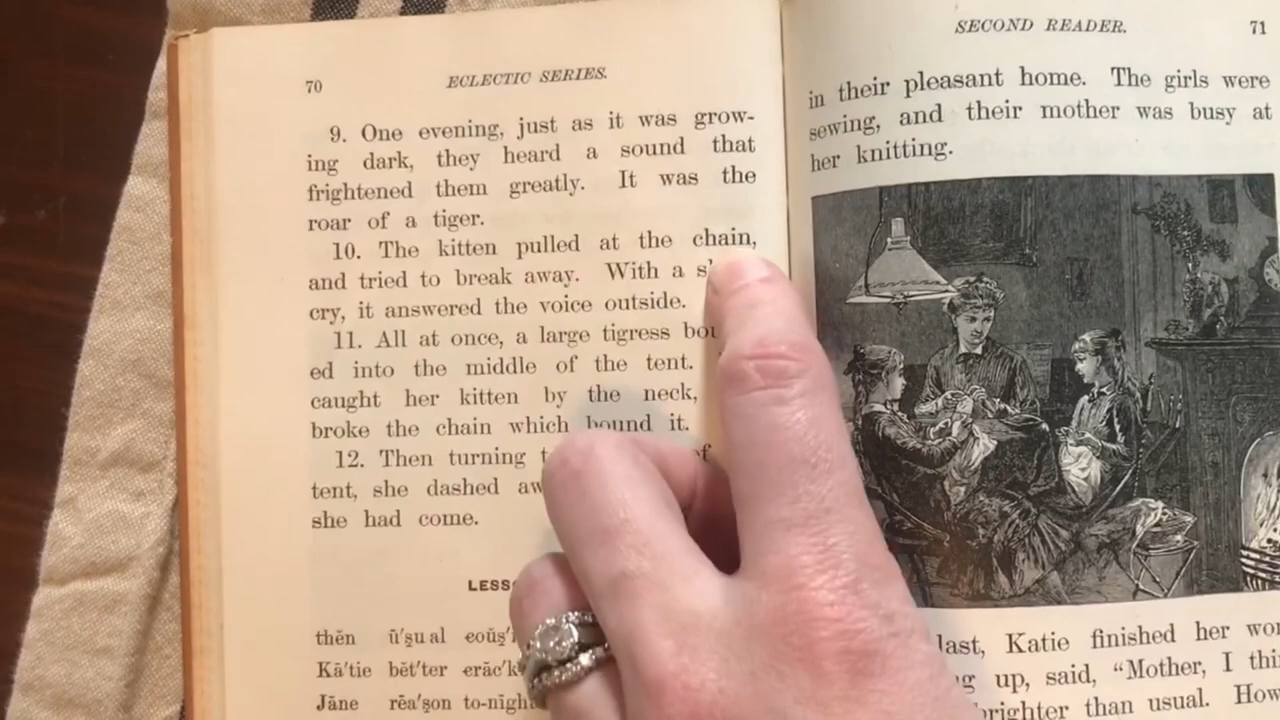 70 ECLECTIC SERIES.
9. One evening, just as it was grow-
ing dark, they heard a sound that
frightened them greatly. It was the
roar of a tiger.
10. The kitten pulled at the chain,
and tried to break away. With a
cry, it answered the voice outside.
11. All at once, a large tigress
ed into the middle of the tent.
caught her kitten by the neck,
broke the chain which bound it.
12. Then turning of
tent, she dashed
she had come.
thĕn ū'ṣu al
Kā'tie bĕt'ter
Jāne rēa'ṣon
SECOND READER. 71
in their pleasant home. The girls were
sewing, and their mother was busy at
her knitting.
last, Katie finished her
up, said, "Mother, I
brighter than usual.